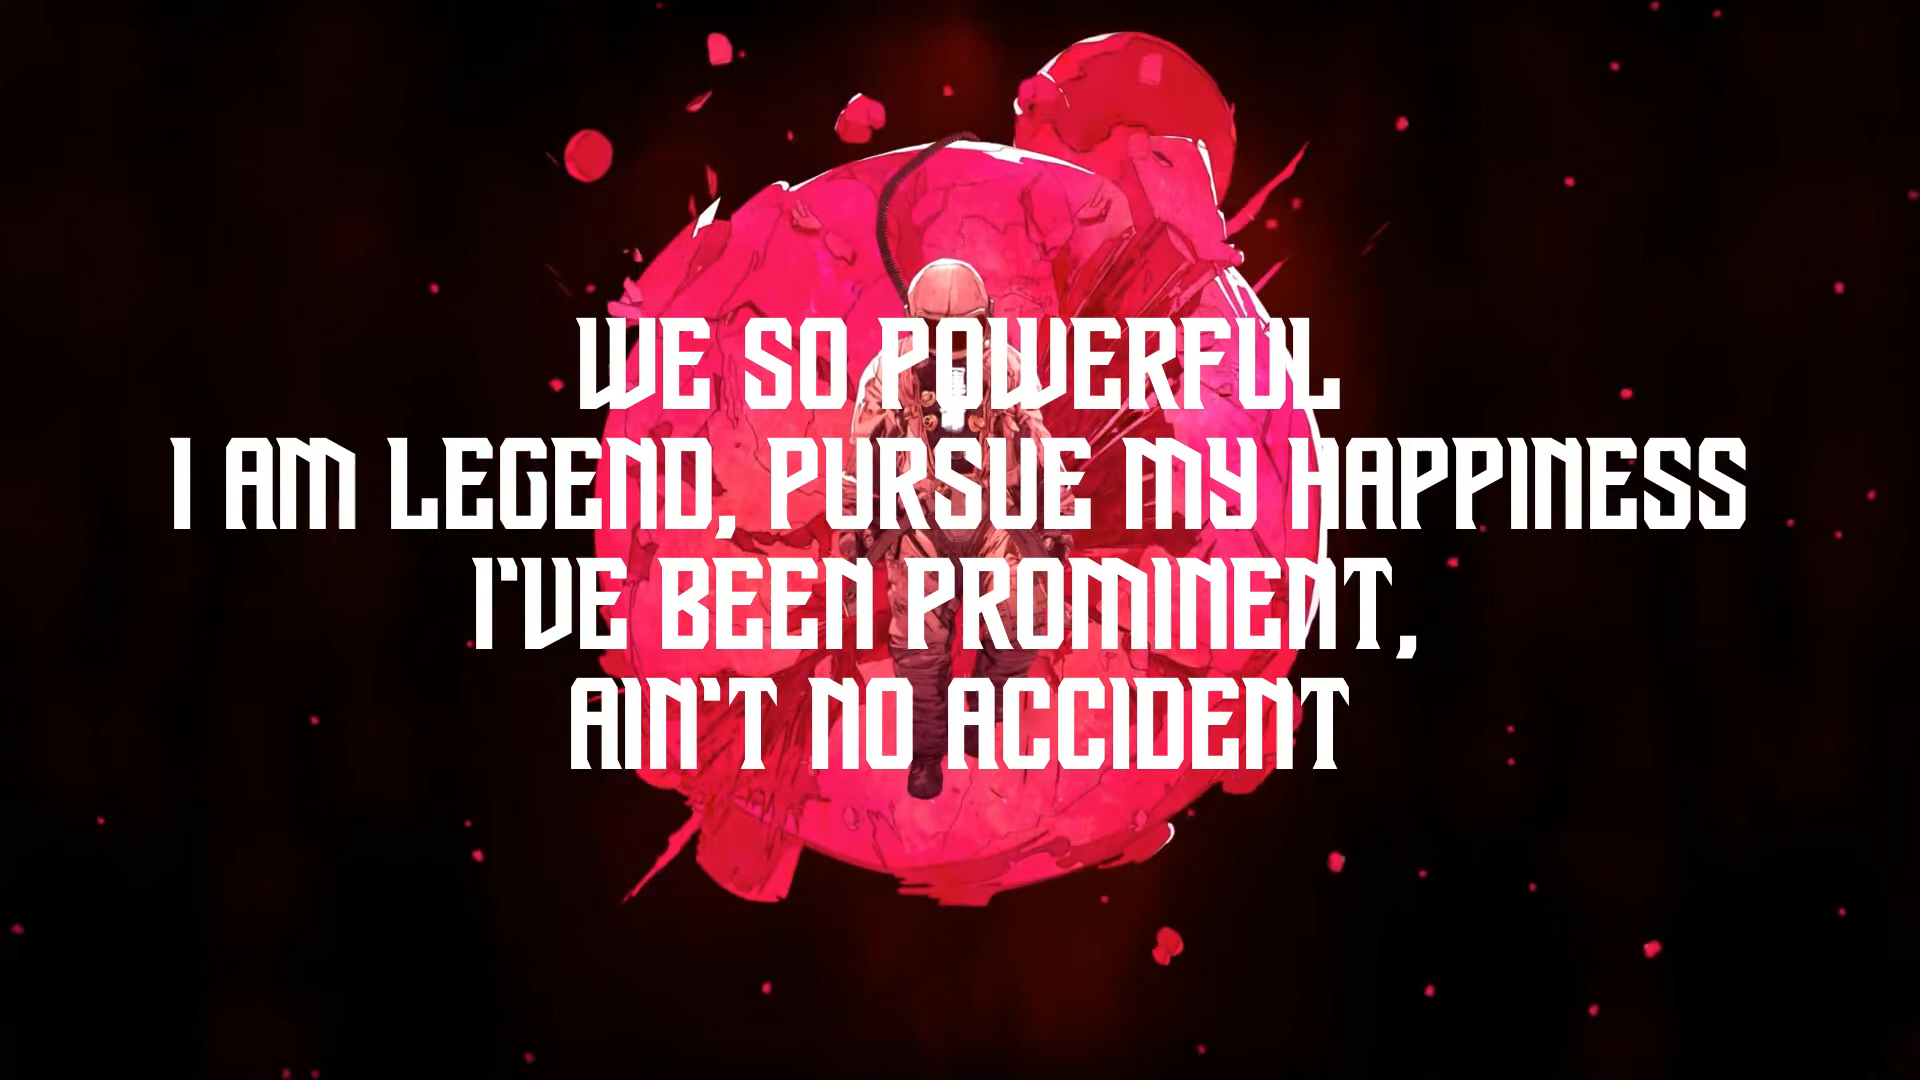 WE SO POWERFUL
I AM LEGEND, PURSUE MY HAPPINESS
I'VE BEEN PROMINENT,
AIN'T NO ACCIDENT